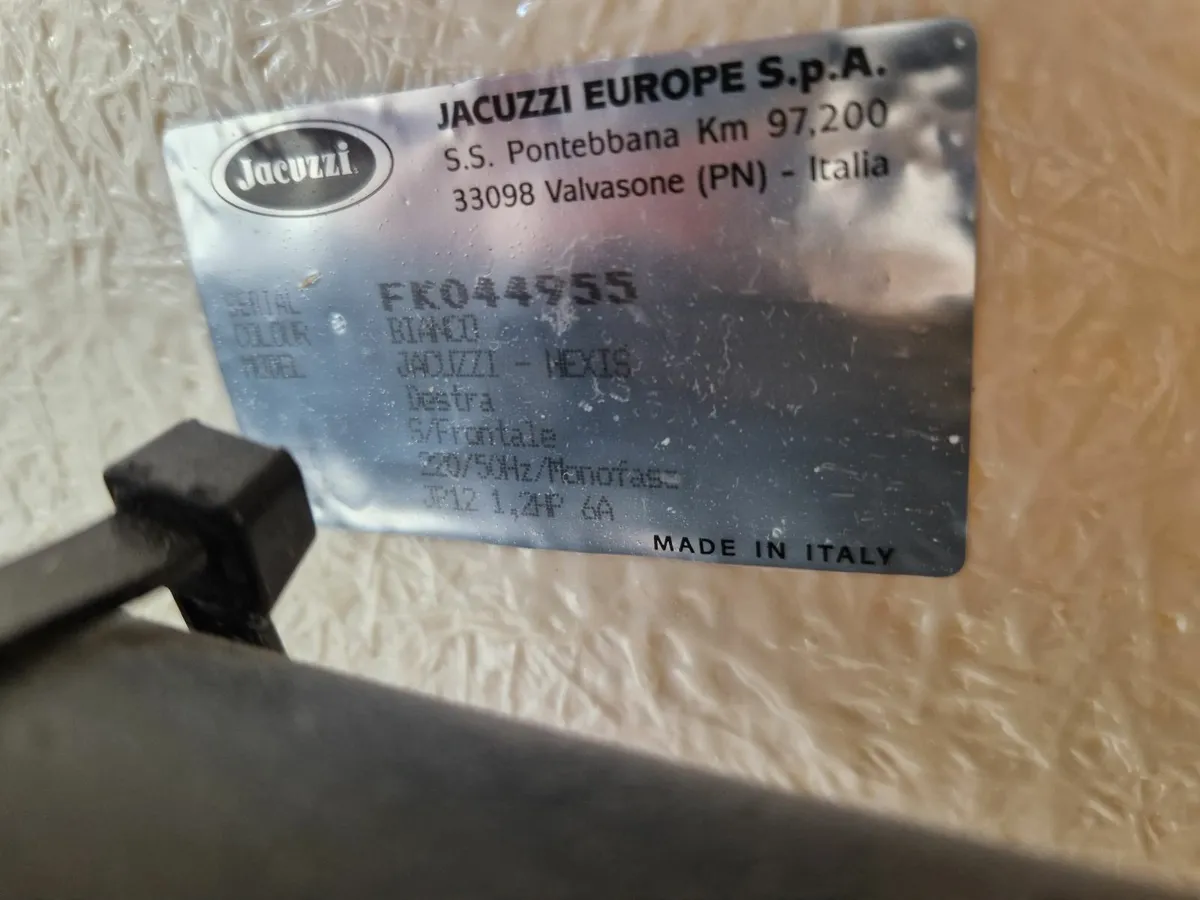 Jacuzzi
JACUZZI EUROPE S.p.A.
S.S. Pontebbana Km 97,200
33098 Valvasone (PN) - Italia
SERIAL FK044955
COLOUR BIANCO
MODEL JACUZZI - NEXIS
Destra
S/Frontale
220/50Hz/Monofase
JP12 1,2HP 6A
MADE IN ITALY